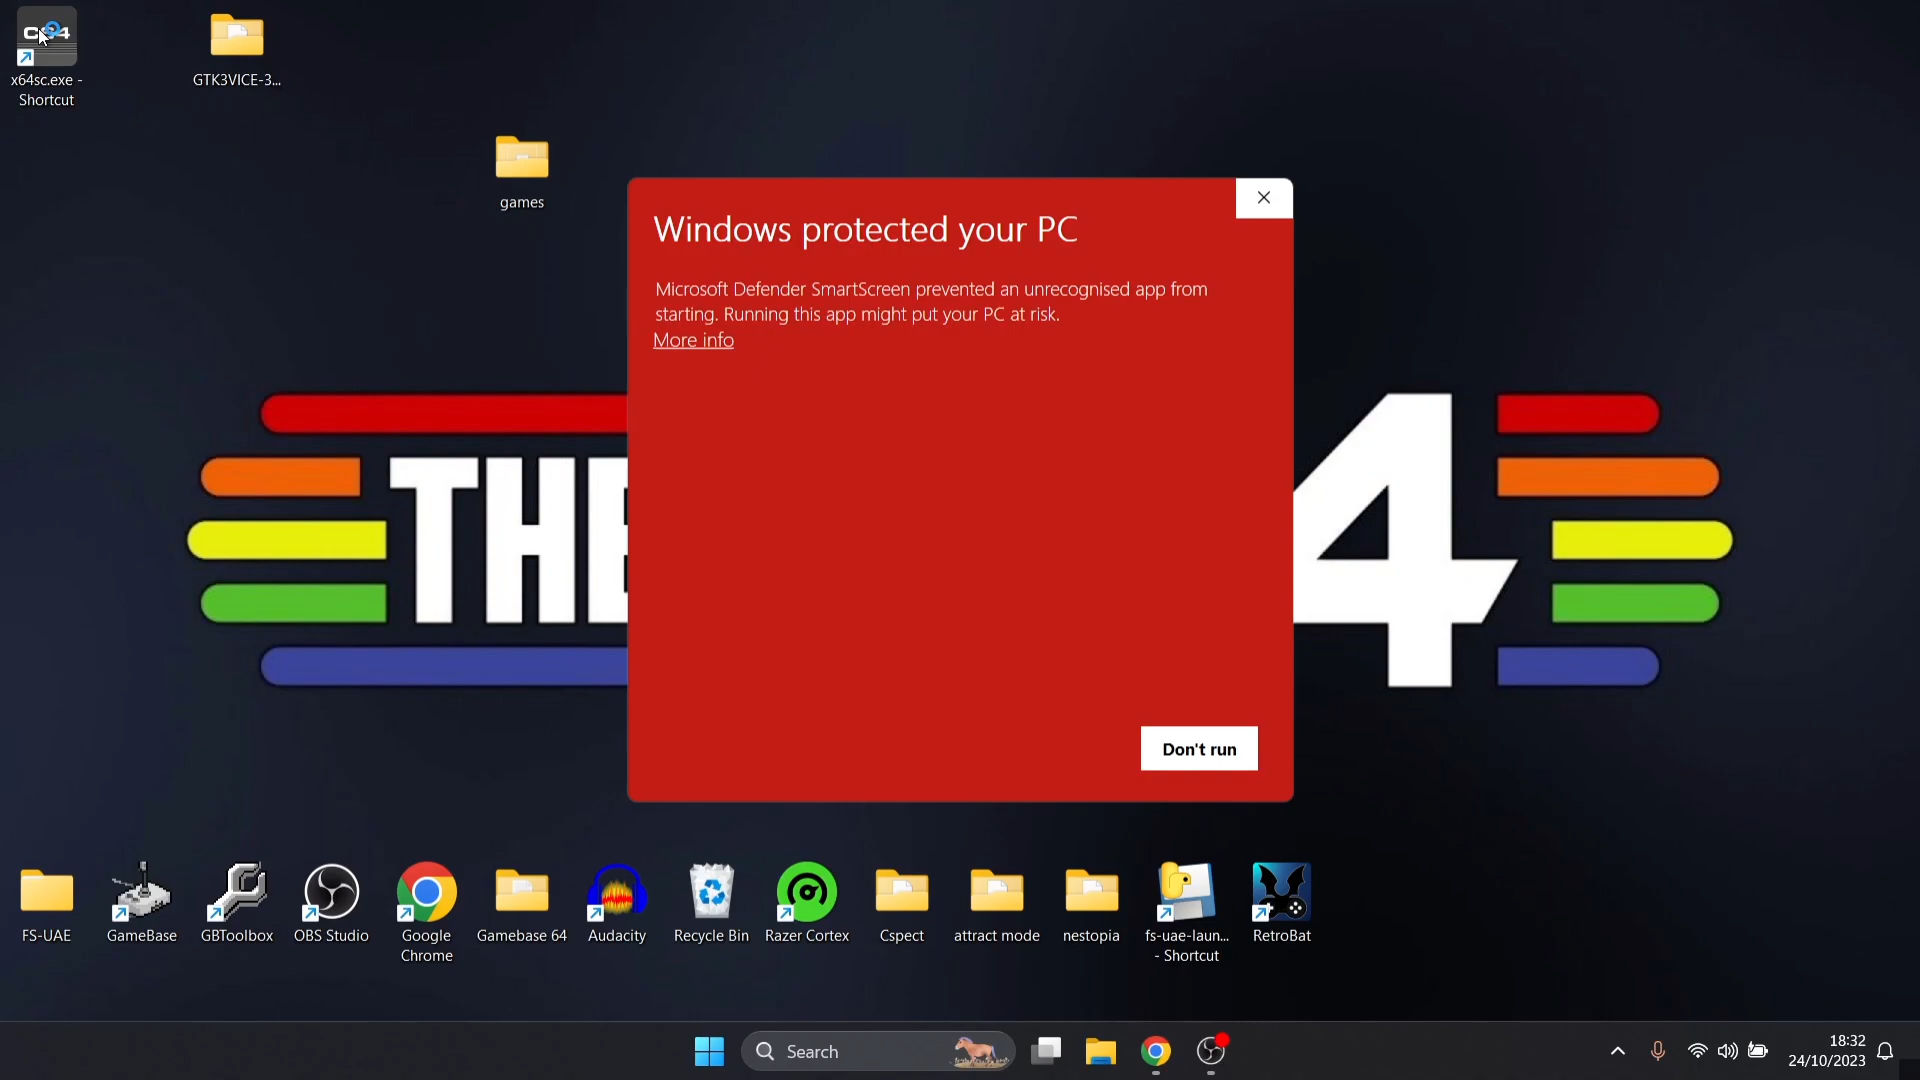 C64
x64sc.exe -
Shortcut
GTK3VICE-3...
games
Windows protected your PC
Microsoft Defender SmartScreen prevented an unrecognised app from
starting. Running this app might put your PC at risk.
More info
Don't run
THE
4
FS-UAE
GameBase
GBToolbox
OBS Studio
Google
Chrome
Gamebase 64
Audacity
Recycle Bin
Razer Cortex
Cspect
attract mode
nestopia
fs-uae-laun...
- Shortcut
RetroBat
Search
18:32
24/10/2023